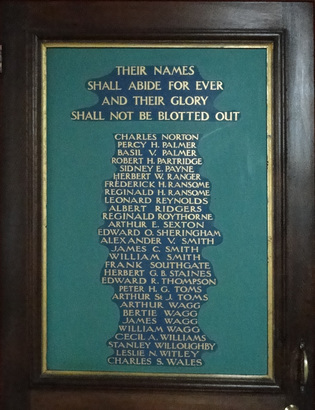 THEIR NAMES
SHALL ABIDE FOR EVER
AND THEIR GLORY
SHALL NOT BE BLOTTED OUT
CHARLES NORTON
PERCY H. PALMER
BASIL V. PALMER
ROBERT H. PARTRIDGE
SIDNEY E. PAYNE
HERBERT W. RANGER
FREDERICK H. RANSOME
REGINALD H. RANSOME
LEONARD REYNOLDS
ALBERT RIDGERS
REGINALD ROYTHORNE
ARTHUR E. SEXTON
EDWARD O. SHERINGHAM
ALEXANDER V. SMITH
JAMES C. SMITH
WILLIAM SMITH
FRANK SOUTHGATE
HERBERT G. B. STAINES
EDWARD R. THOMPSON
PETER H. G. TOMS
ARTHUR St J. TOMS
ARTHUR WAGG
BERTIE WAGG
JAMES WAGG
WILLIAM WAGG
CECIL A. WILLIAMS
STANLEY WILLOUGHBY
LESLIE N. WITLEY
CHARLES S. WALES